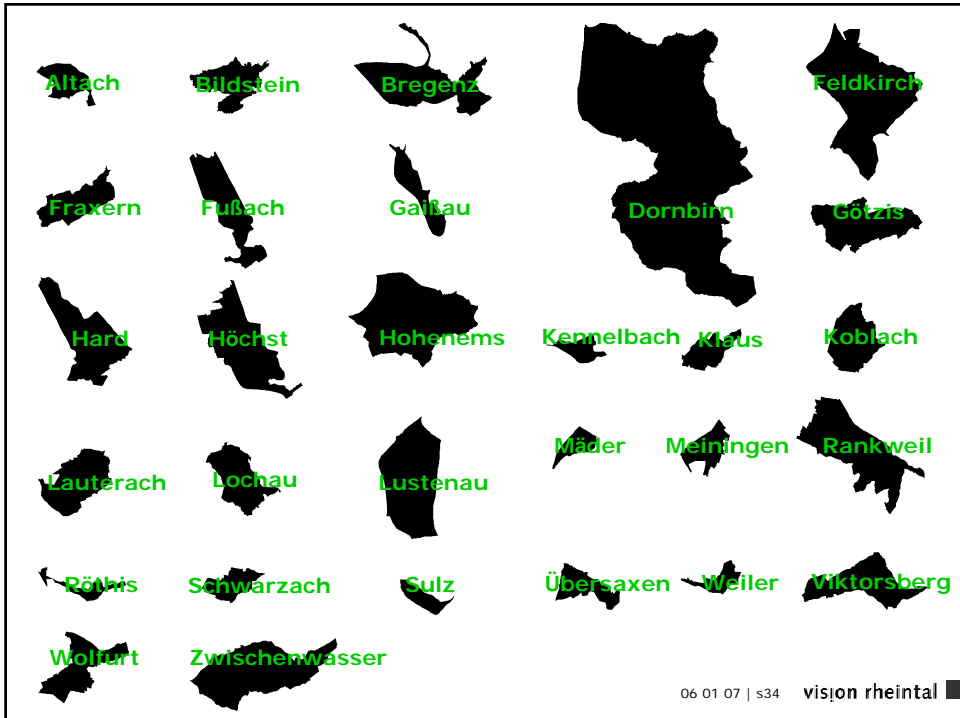 Altach Bildstein Bregenz Feldkirch
Fraxern Fußach Gaißau Dornbirn Götzis
Hard Höchst Hohenems Kennelbach Klaus Koblach
Lauterach Lochau Lustenau Mäder Meiningen Rankweil
Röthis Schwarzach Sulz Übersaxen Weiler Viktorsberg
Wolfurt Zwischenwasser
06 01 07 | s34 vision rheintal